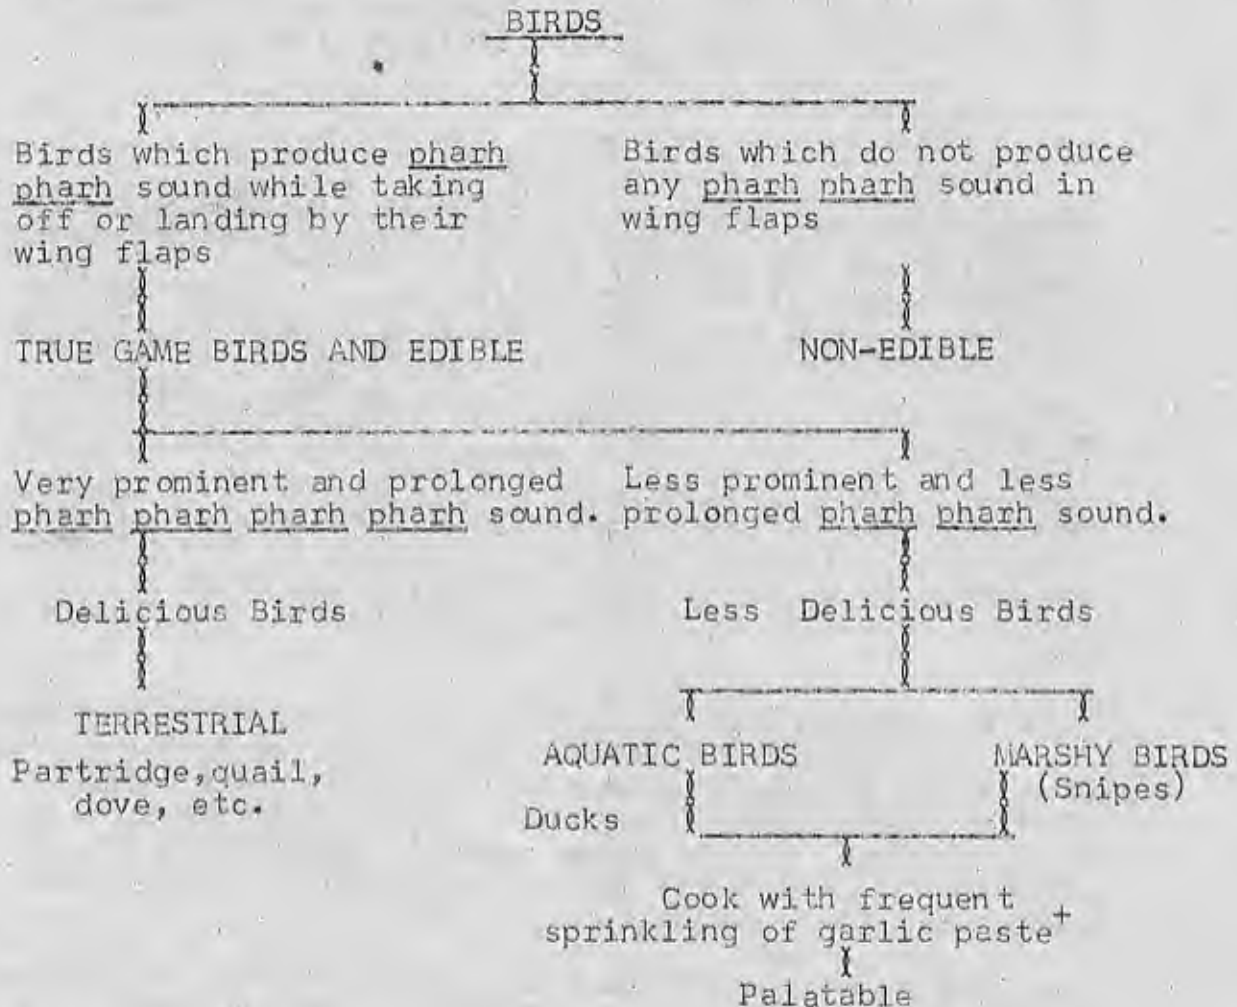 BIRDS
Birds which produce pharh
pharh sound while taking
off or landing by their
wing flaps
Birds which do not produce
any pharh pharh sound in
wing flaps
TRUE GAME BIRDS AND EDIBLE
NON-EDIBLE
Very prominent and prolonged
pharh pharh pharh pharh sound.
Less prominent and less
prolonged pharh pharh sound.
Delicious Birds
Less Delicious Birds
TERRESTRIAL
Partridge,quail,
dove, etc.
AQUATIC BIRDS
Ducks
MARSHY BIRDS
(Snipes)
Cook with frequent
sprinkling of garlic paste+
Palatable